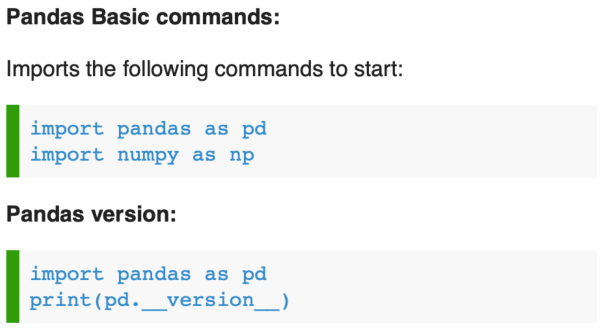 Pandas Basic commands:
Imports the following commands to start:
import pandas as pd
import numpy as np
Pandas version:
import pandas as pd
print(pd.__version__)